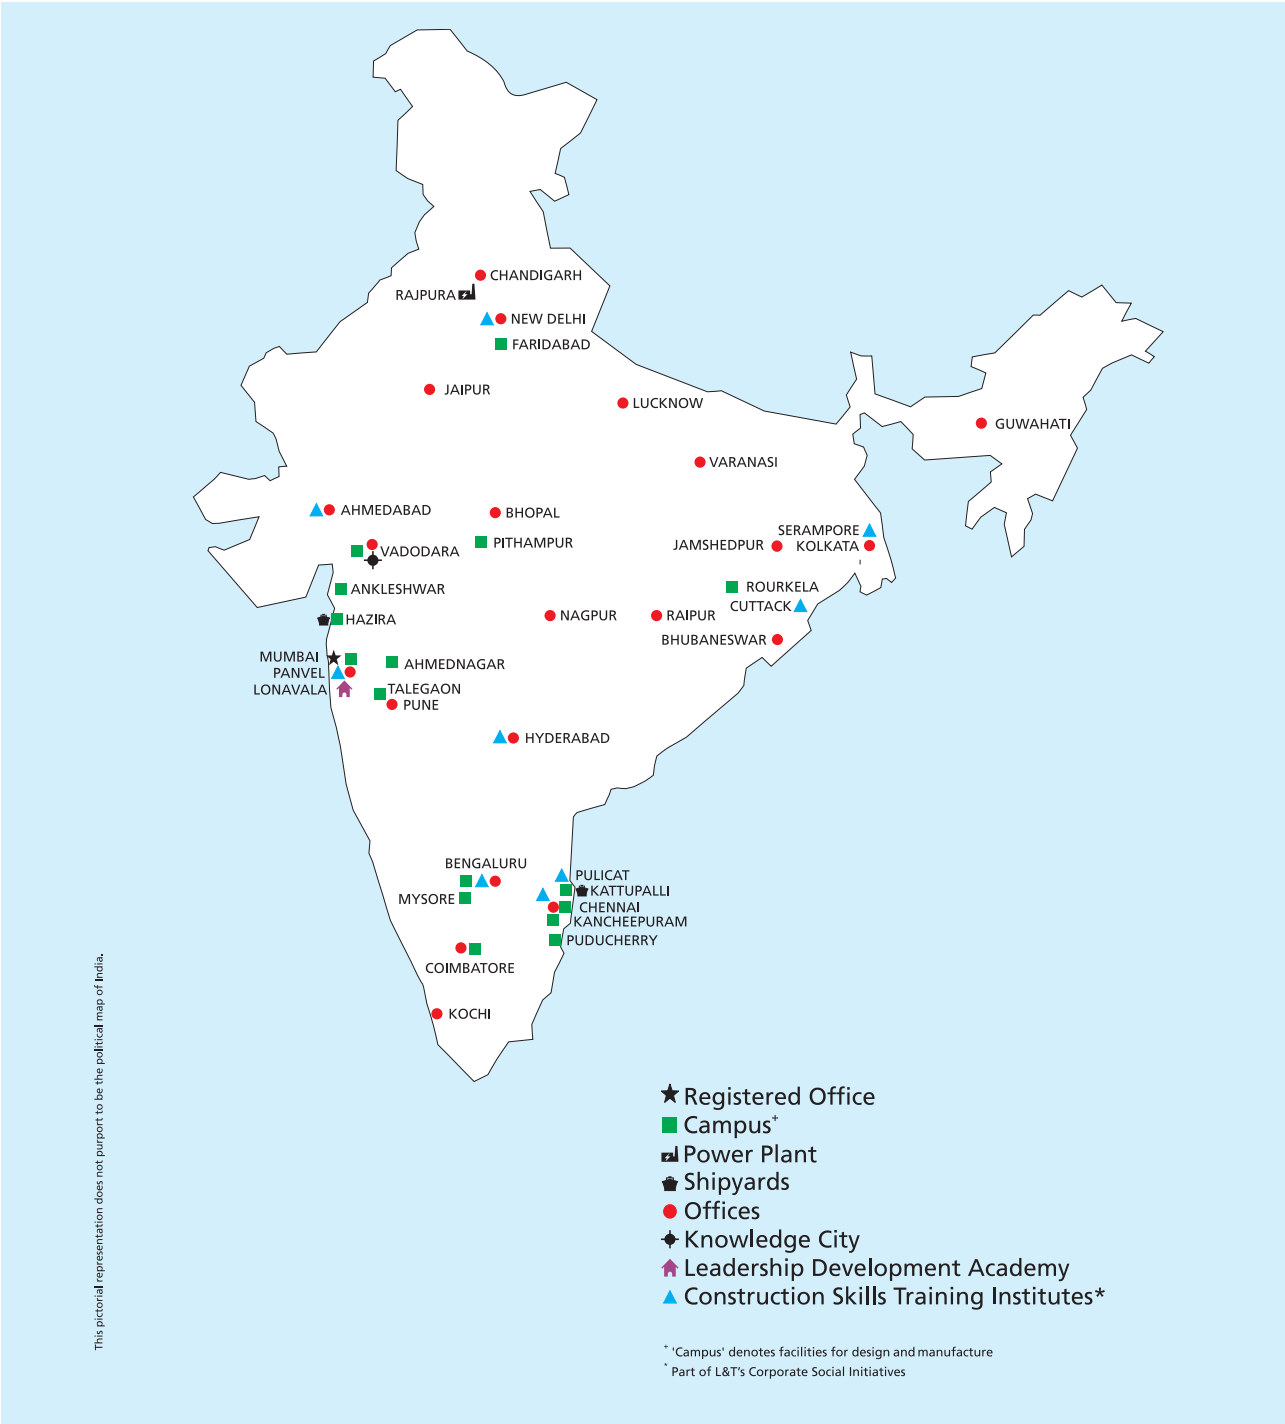 CHANDIGARH
RAJPURA
NEW DELHI
FARIDABAD
JAIPUR
LUCKNOW
GUWAHATI
VARANASI
AHMEDABAD
BHOPAL
SERAMPORE
PITHAMPUR
JAMSHEDPUR
KOLKATA
VADODARA
ANKLESHWAR
ROURKELA
CUTTACK
HAZIRA
NAGPUR
RAIPUR
BHUBANESWAR
MUMBAI
AHMEDNAGAR
PANVEL
LONAVALA
TALEGAON
PUNE
HYDERABAD
BENGALURU
PULICAT
KATTUPALLI
MYSORE
CHENNAI
KANCHEEPURAM
PUDUCHERRY
COIMBATORE
KOCHI
This pictorial representation does not purport to be the political map of India.
Registered Office
Campus+
Power Plant
Shipyards
Offices
Knowledge City
Leadership Development Academy
Construction Skills Training Institutes*
+ 'Campus' denotes facilities for design and manufacture
* Part of L&T's Corporate Social Initiatives